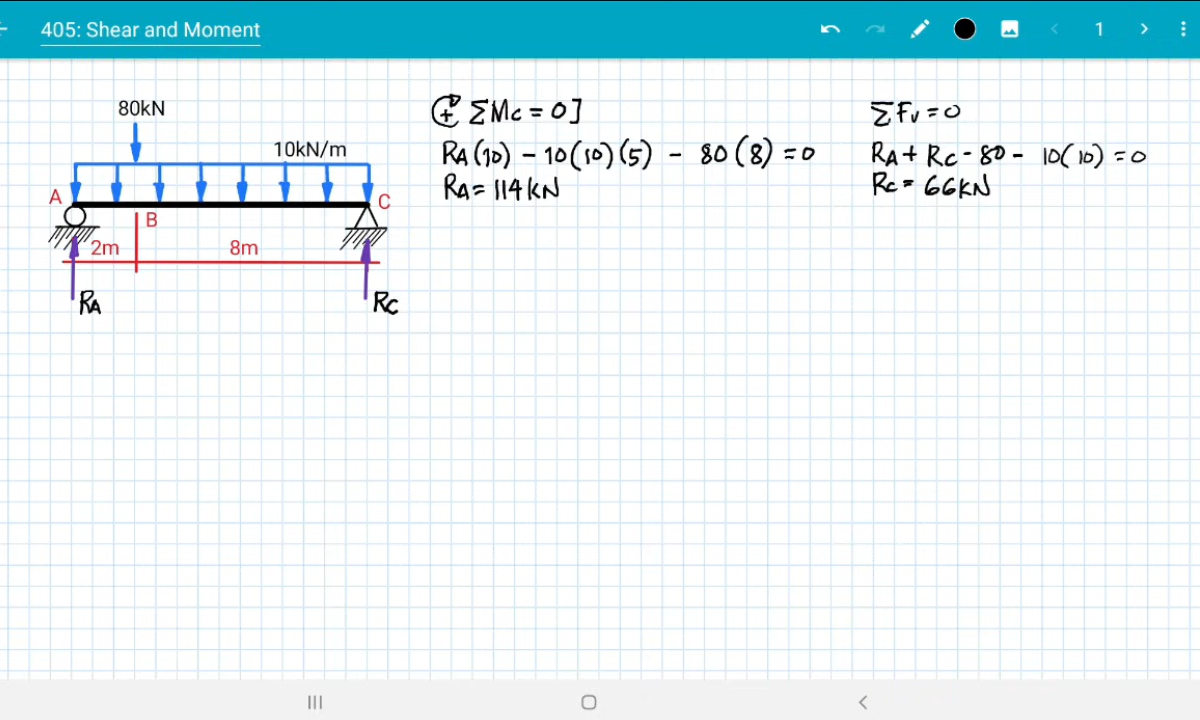 405: Shear and Moment
1
80kN
10kN/m
A
C
B
2m
8m
RA
RC
+ ΣMc = 0]
RA(10) - 10(10)(5) - 80(8) = 0
RA = 114kN
ΣFv = 0
RA + RC - 80 - 10(10) = 0
RC = 66KN